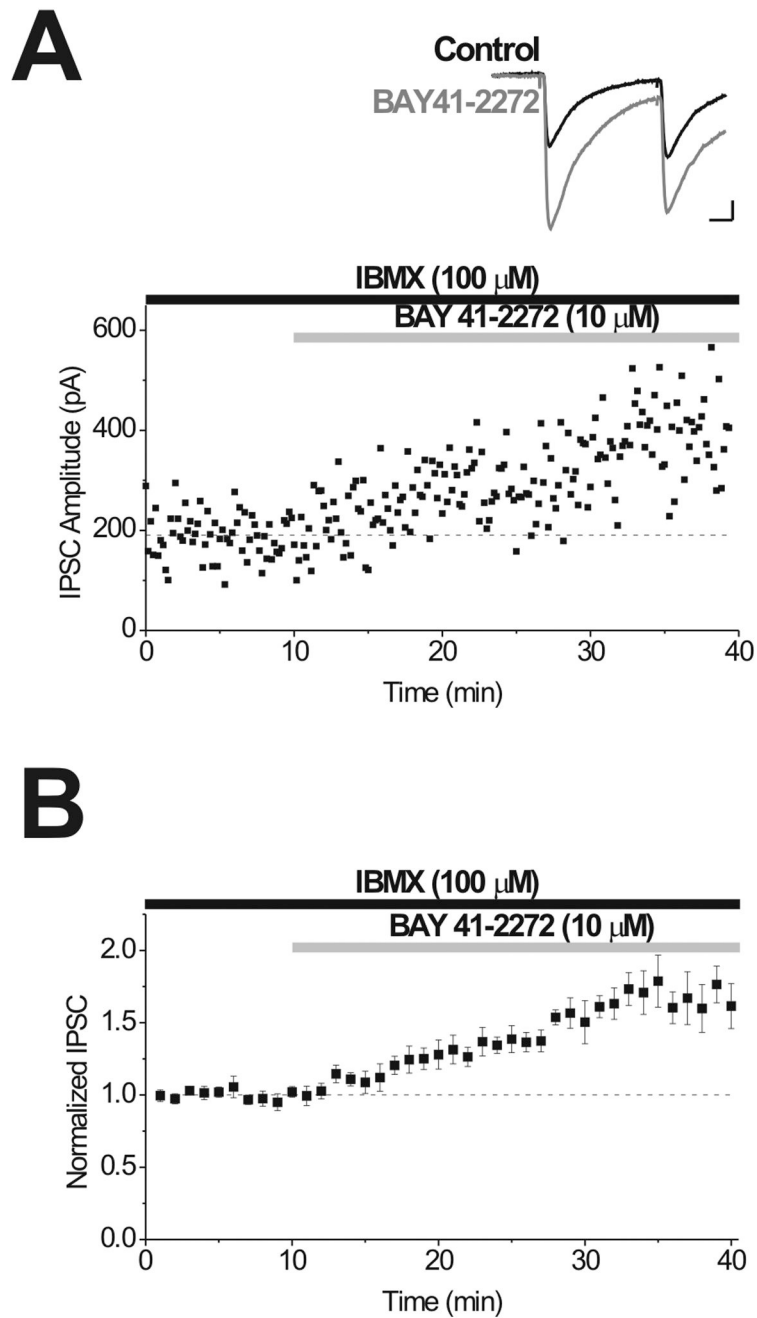 A
Control
BAY41-2272
IBMX (100 μM)
BAY 41-2272 (10 μM)
600
400
200
0
IPSC Amplitude (pA)
0 10 20 30 40
Time (min)
B
IBMX (100 μM)
BAY 41-2272 (10 μM)
2.0
1.5
1.0
0.5
0.0
Normalized IPSC
0 10 20 30 40
Time (min)